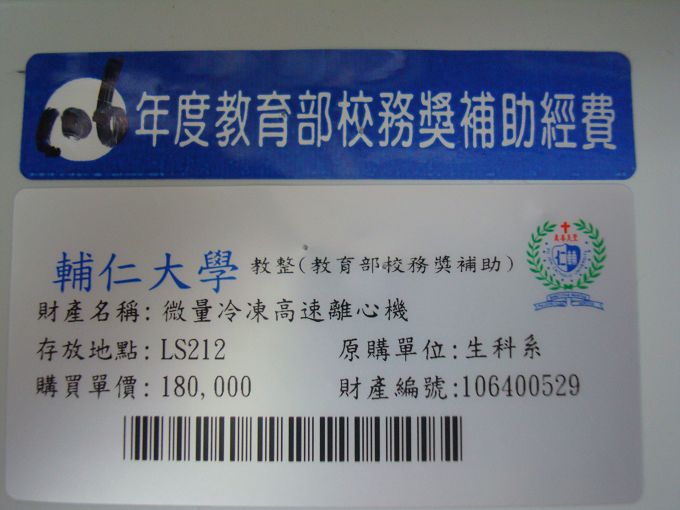 106年度教育部校務獎補助經費
輔仁大學 教整(教育部校務獎補助)
財產名稱: 微量冷凍高速離心機
存放地點: LS212 原購單位: 生科系
購買單價: 180,000 財產編號:106400529